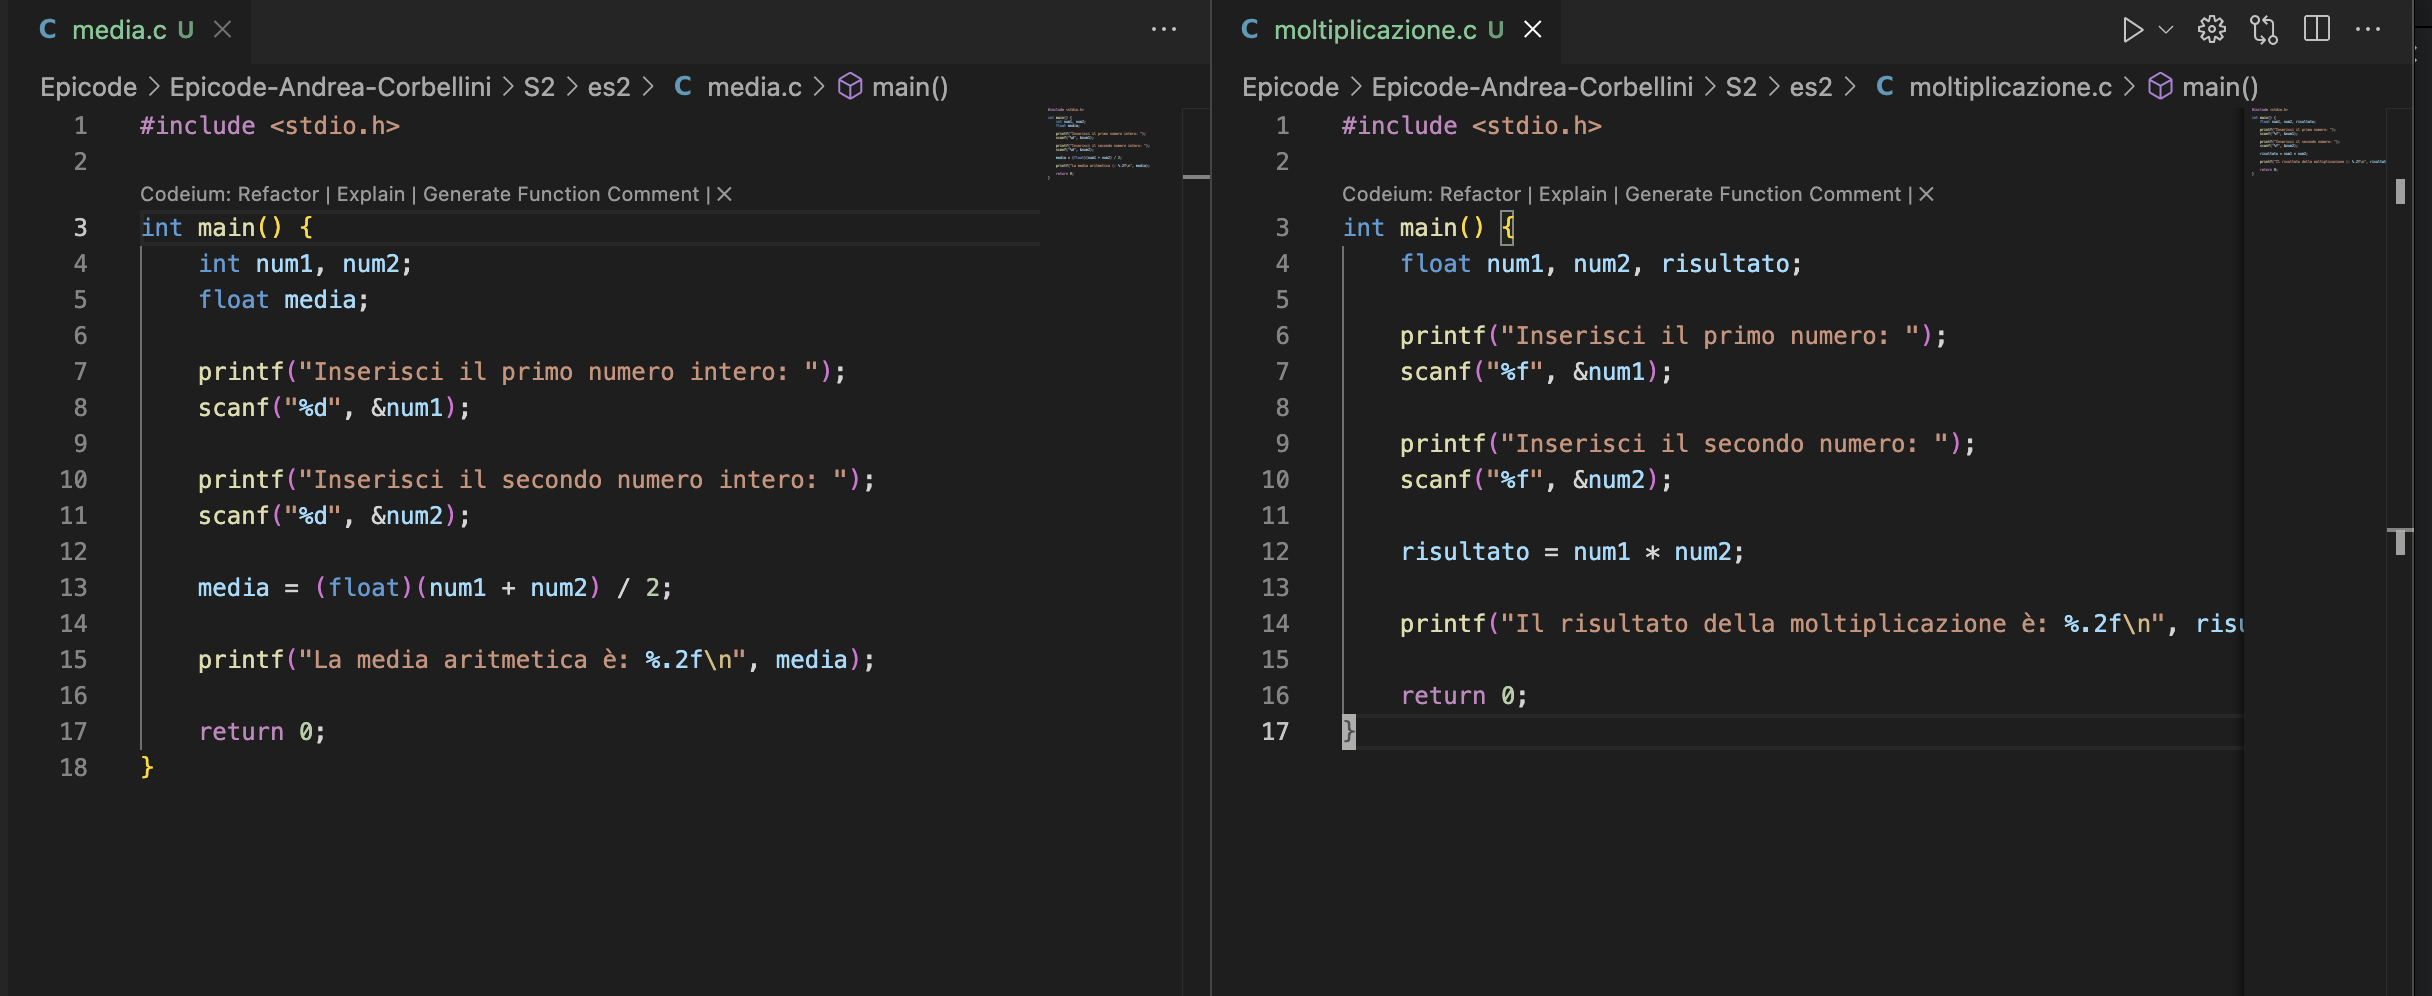 media.c U
Epicode > Epicode-Andrea-Corbellini > S2 > es2 > C media.c > main()
1 #include <stdio.h>
2
Codeium: Refactor | Explain | Generate Function Comment | ×
3 int main() {
4     int num1, num2;
5     float media;
6
7     printf("Inserisci il primo numero intero: ");
8     scanf("%d", &num1);
9
10     printf("Inserisci il secondo numero intero: ");
11     scanf("%d", &num2);
12
13     media = (float)(num1 + num2) / 2;
14
15     printf("La media aritmetica è: %.2f\n", media);
16
17     return 0;
18 }
C moltiplicazione.c U
Epicode > Epicode-Andrea-Corbellini > S2 > es2 > C moltiplicazione.c > main()
1 #include <stdio.h>
2
Codeium: Refactor | Explain | Generate Function Comment | ×
3 int main() {
4     float num1, num2, risultato;
5
6     printf("Inserisci il primo numero: ");
7     scanf("%f", &num1);
8
9     printf("Inserisci il secondo numero: ");
10     scanf("%f", &num2);
11
12     risultato = num1 * num2;
13
14     printf("Il risultato della moltiplicazione è: %.2f\n", risu
15
16     return 0;
17 }